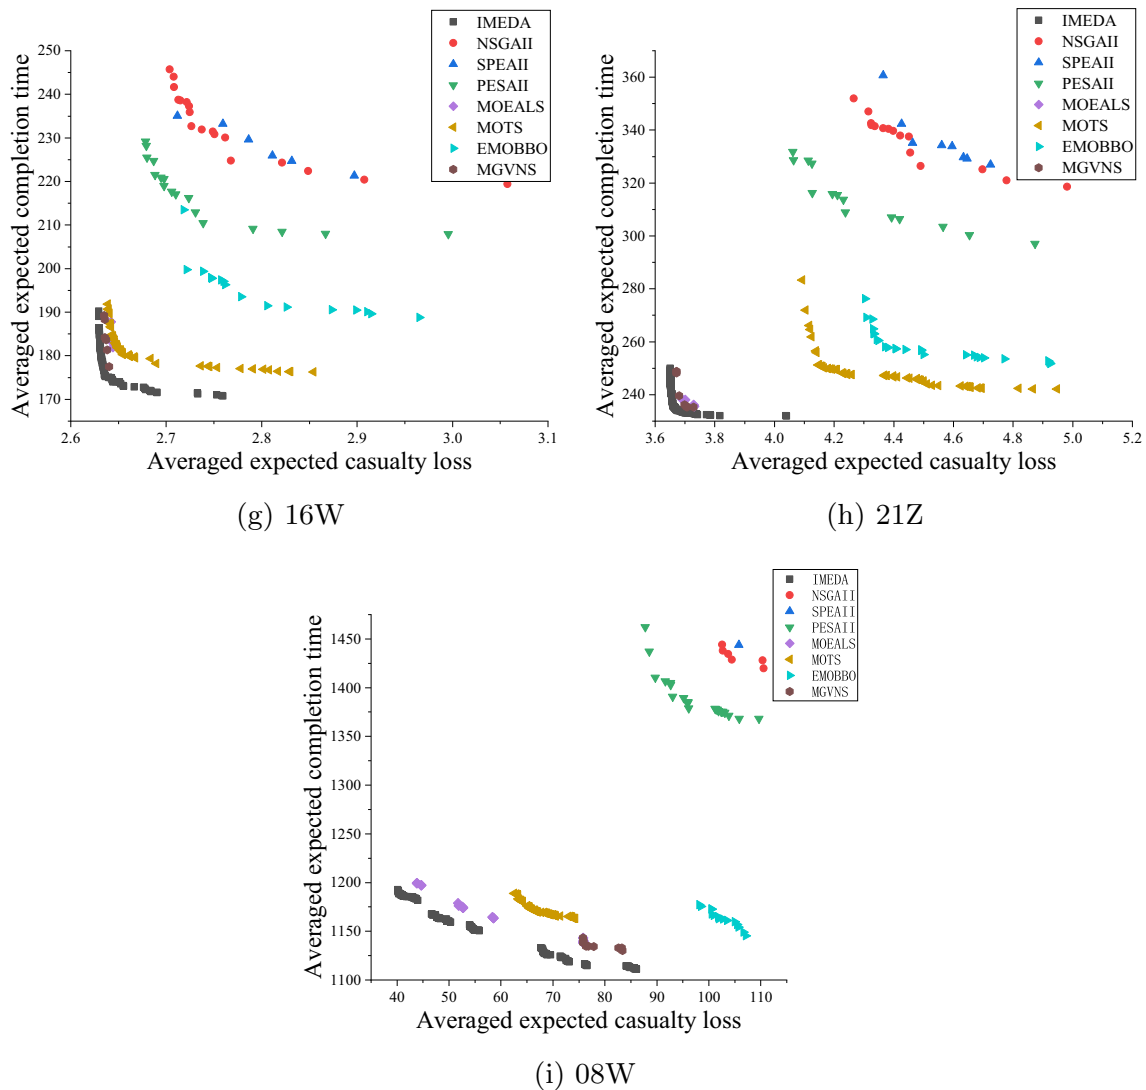 IMEDA
NSGAII
SPEAII
PESAII
MOEALS
MOTS
EMOBBO
MGVNS
250
240
230
220
210
200
190
180
170
2.6
2.7
2.8
2.9
3.0
3.1
Averaged expected completion time
Averaged expected casualty loss
(g) 16W
IMEDA
NSGAII
SPEAII
PESAII
MOEALS
MOTS
EMOBBO
MGVNS
360
340
320
300
280
260
240
3.6
3.8
4.0
4.2
4.4
4.6
4.8
5.0
5.2
Averaged expected completion time
Averaged expected casualty loss
(h) 21Z
IMEDA
NSGAII
SPEAII
PESAII
MOEALS
MOTS
EMOBBO
MGVNS
1450
1400
1350
1300
1250
1200
1150
1100
40
50
60
70
80
90
100
110
Averaged expected completion time
Averaged expected casualty loss
(i) 08W